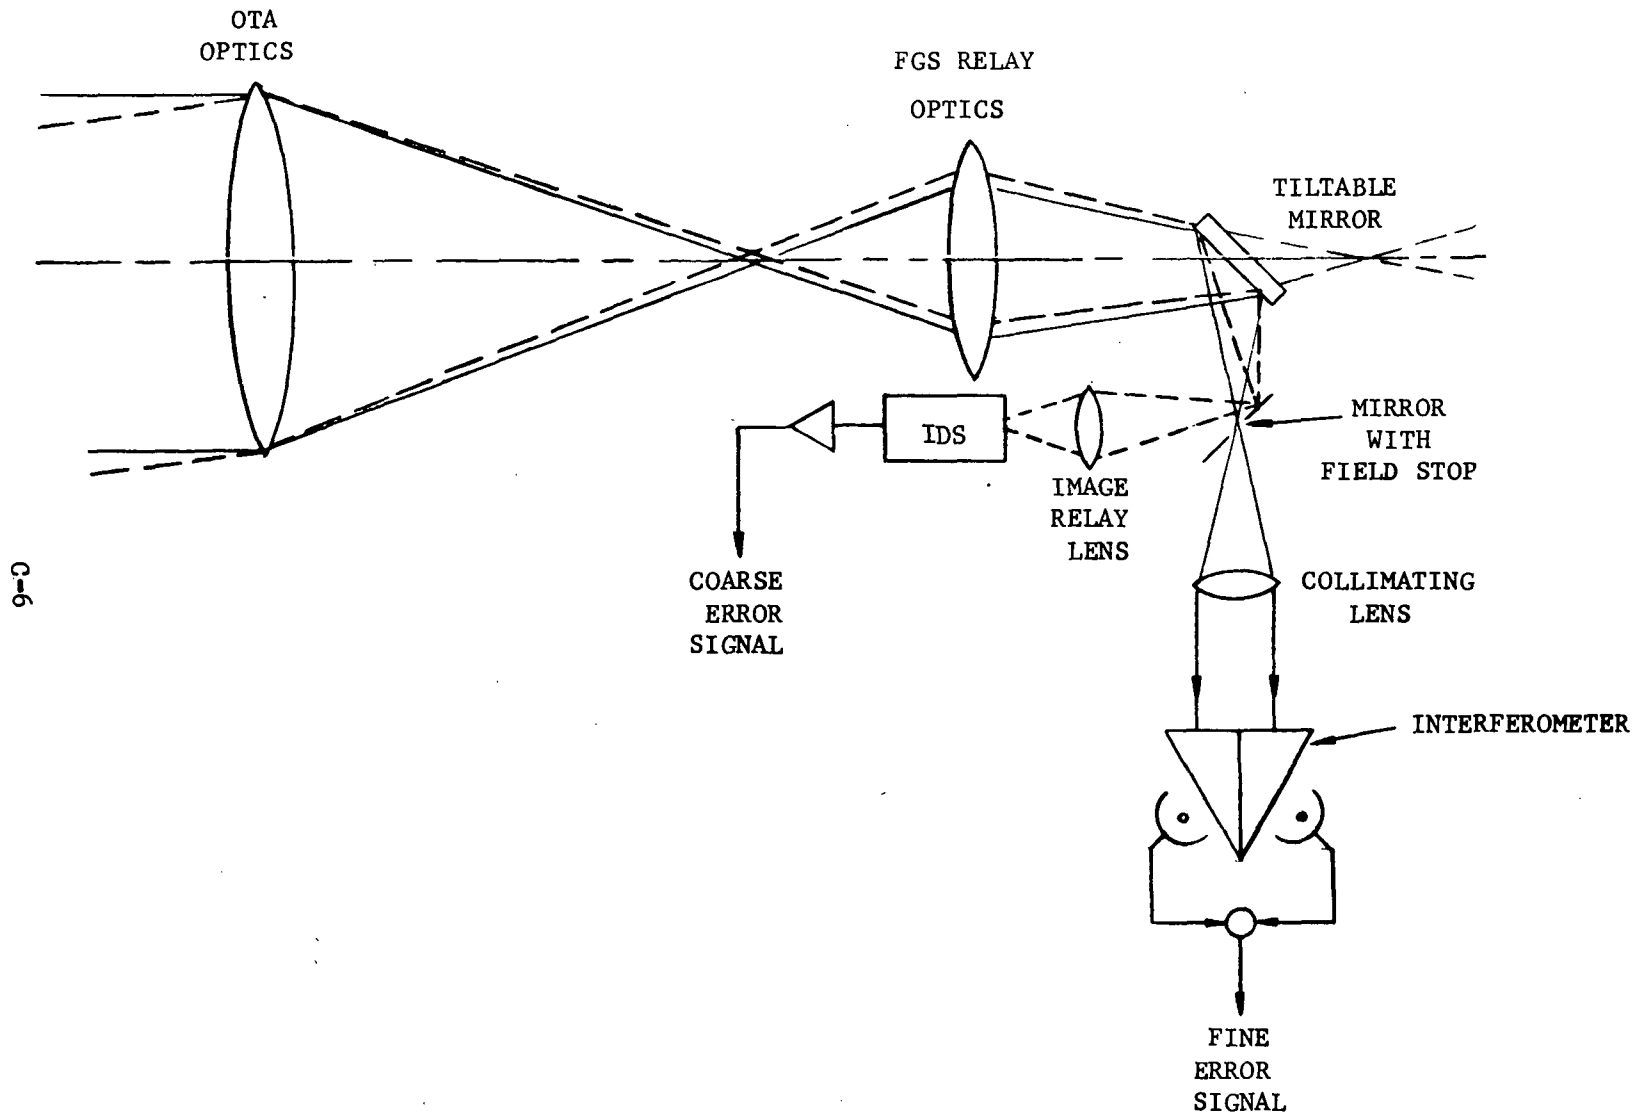 OTA
OPTICS
FGS RELAY
OPTICS
TILTABLE
MIRROR
IDS
MIRROR
WITH
FIELD STOP
IMAGE
RELAY
LENS
COARSE
ERROR
SIGNAL
COLLIMATING
LENS
INTERFEROMETER
FINE
ERROR
SIGNAL
C-6